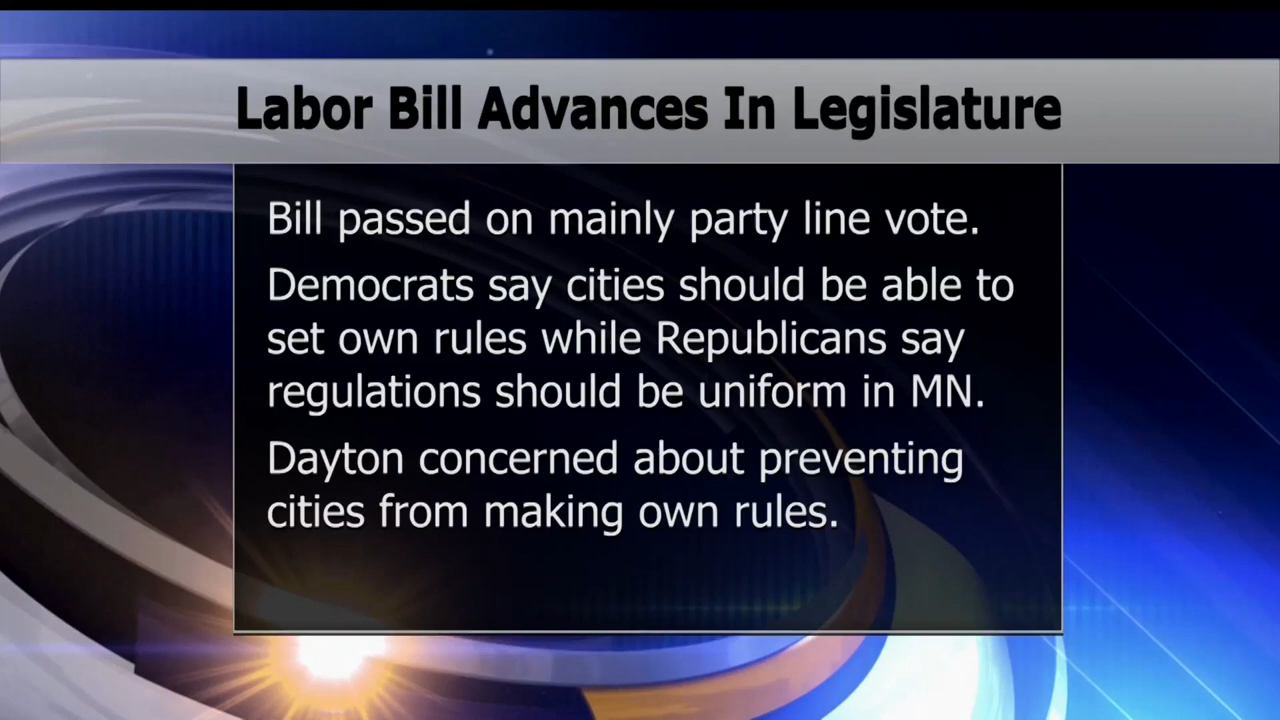 Labor Bill Advances In Legislature
Bill passed on mainly party line vote.
Democrats say cities should be able to
set own rules while Republicans say
regulations should be uniform in MN.
Dayton concerned about preventing
cities from making own rules.